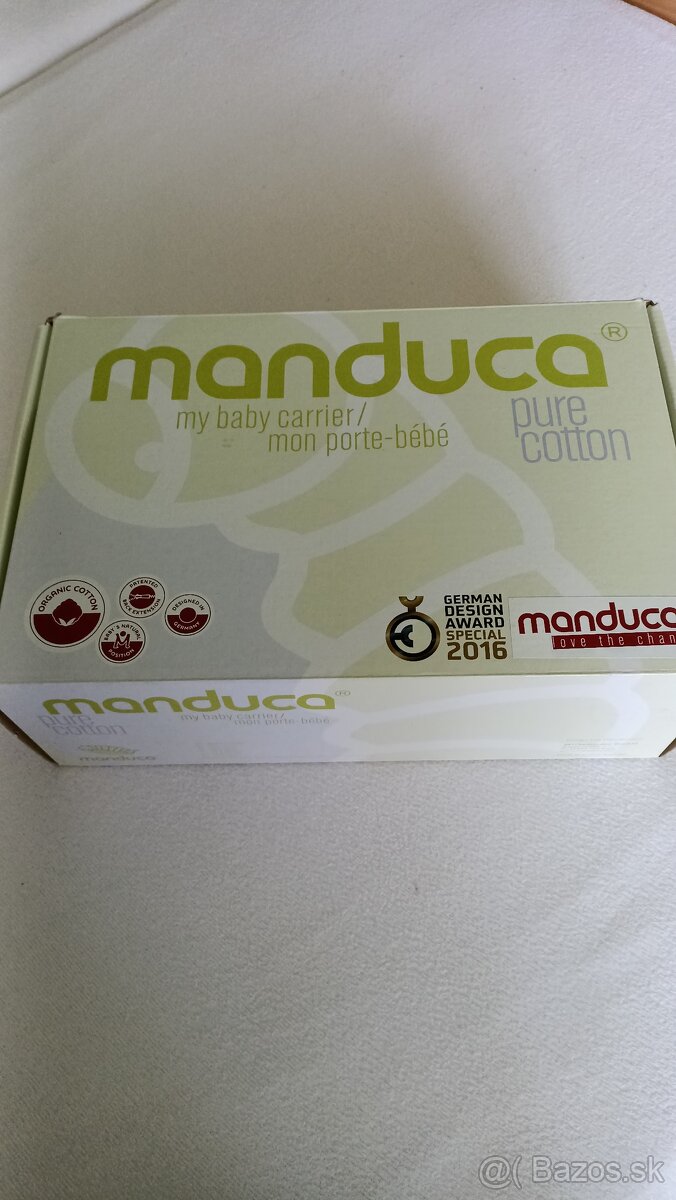 manduca®
my baby carrier/
mon porte-bébé
pure
cotton
ORGANIC COTTON
PATENTED
BACK EXTENSION
BABY'S NATURAL
POSITION
DESIGNED IN
GERMANY
GERMAN
DESIGN
AWARD
SPECIAL
2016
manduca
love the chan
manduca®
pure
cotton
my baby carrier/
mon porte-bébé
manduca
@( Bazos.sk